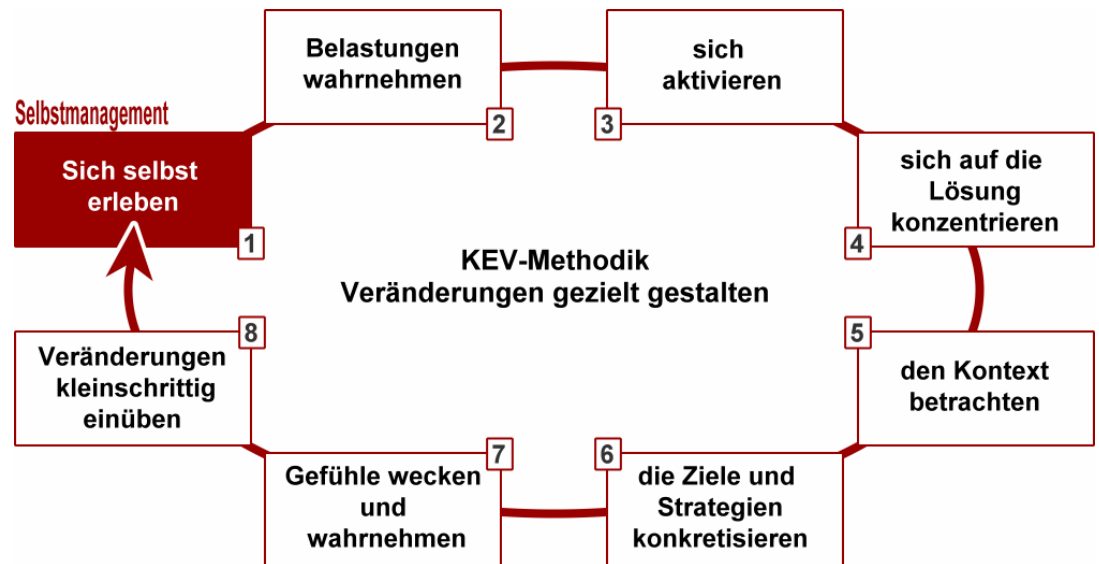 Selbstmanagement
Sich selbst
erleben
1
Belastungen
wahrnehmen
2
sich
aktivieren
3
sich auf die
Lösung
konzentrieren
4
den Kontext
betrachten
5
die Ziele und
Strategien
konkretisieren
6
Gefühle wecken
und
wahrnehmen
7
Veränderungen
kleinschrittig
einüben
8
KEV-Methodik
Veränderungen gezielt gestalten